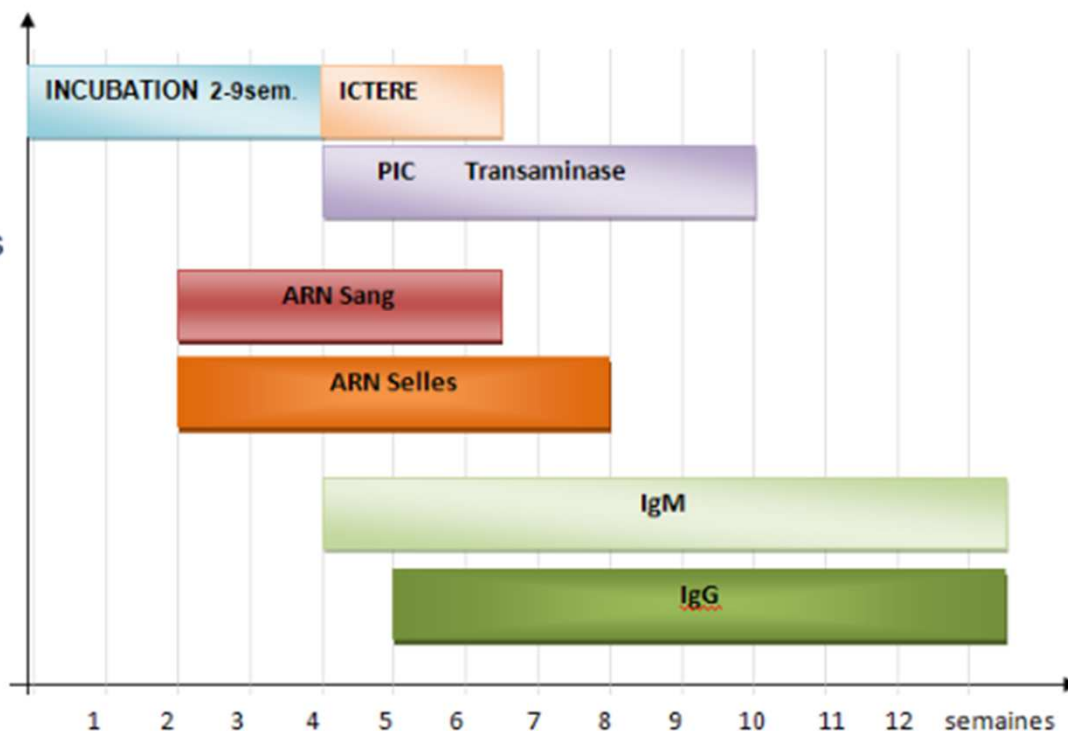 INCUBATION 2-9sem. ICTERE
PIC Transaminase
s
ARN Sang
ARN Selles
IgM
IgG
1 2 3 4 5 6 7 8 9 10 11 12 semaines